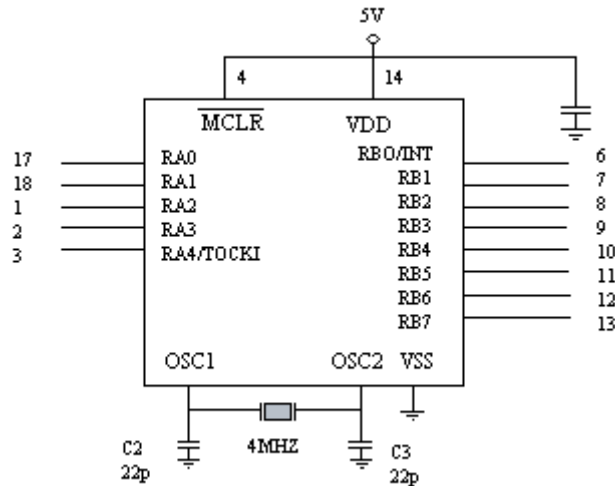 5V
4
14
MCLR
VDD
17
RA0
RBO/INT
6
18
RA1
RB1
7
1
RA2
RB2
8
2
RA3
RB3
9
3
RA4/TOCKI
RB4
10
RB5
11
RB6
12
RB7
13
OSC1
OSC2
VSS
C2
22p
4MHZ
C3
22p